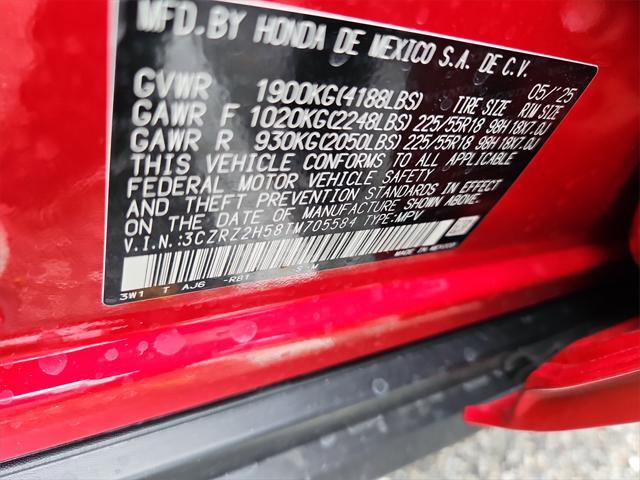 MFD. BY HONDA DE MEXICO S.A. DE C.V.
05/'25
GVWR 1900KG(4188LBS) TIRE SIZE RIM SIZE
GAWR F 1020KG(2248LBS) 225/55R18 98H 18X7.0J
GAWR R 930KG(2050LBS) 225/55R18 98H 18X7.0J
THIS VEHICLE CONFORMS TO ALL APPLICABLE
FEDERAL MOTOR VEHICLE SAFETY
AND THEFT PREVENTION STANDARDS IN EFFECT
ON THE DATE OF MANUFACTURE SHOWN ABOVE.
V.I.N.:3CZRZ2H58TM705584 TYPE:MPV
MADE IN MEXICO
3W1 T AJ6 -R81 S M